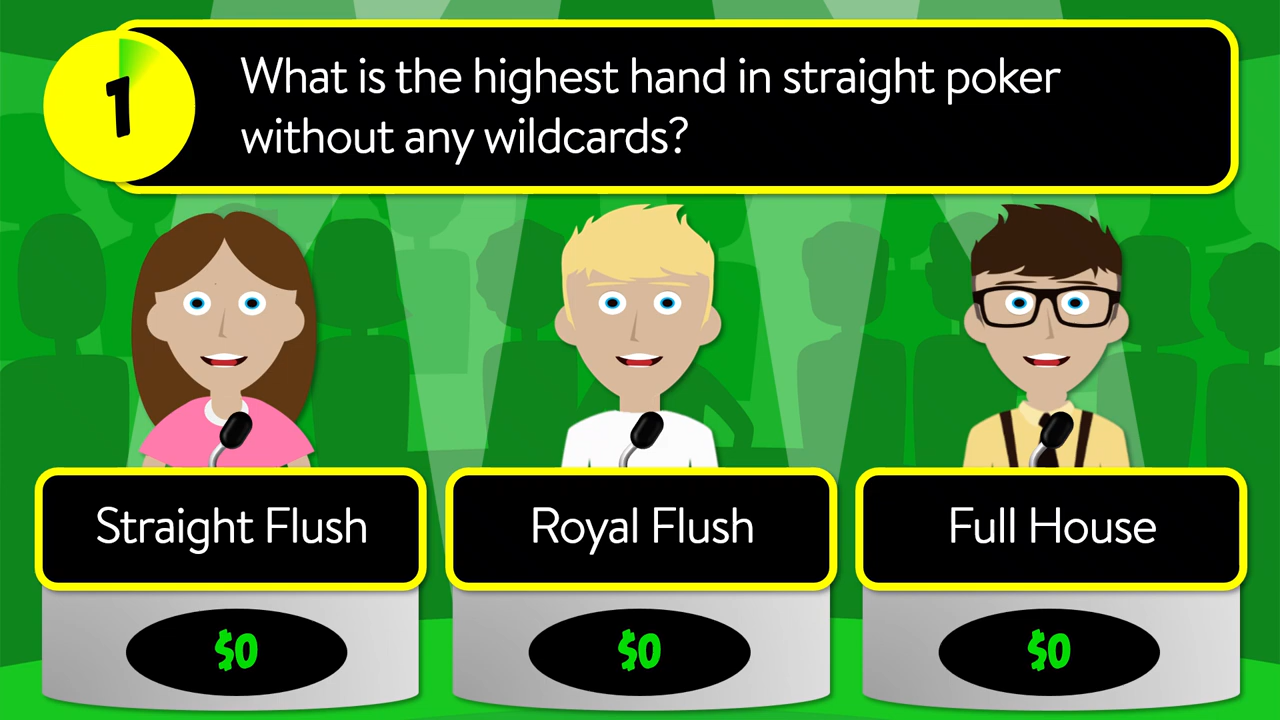 1
What is the highest hand in straight poker
without any wildcards?
Straight Flush
Royal Flush
Full House
$0
$0
$0